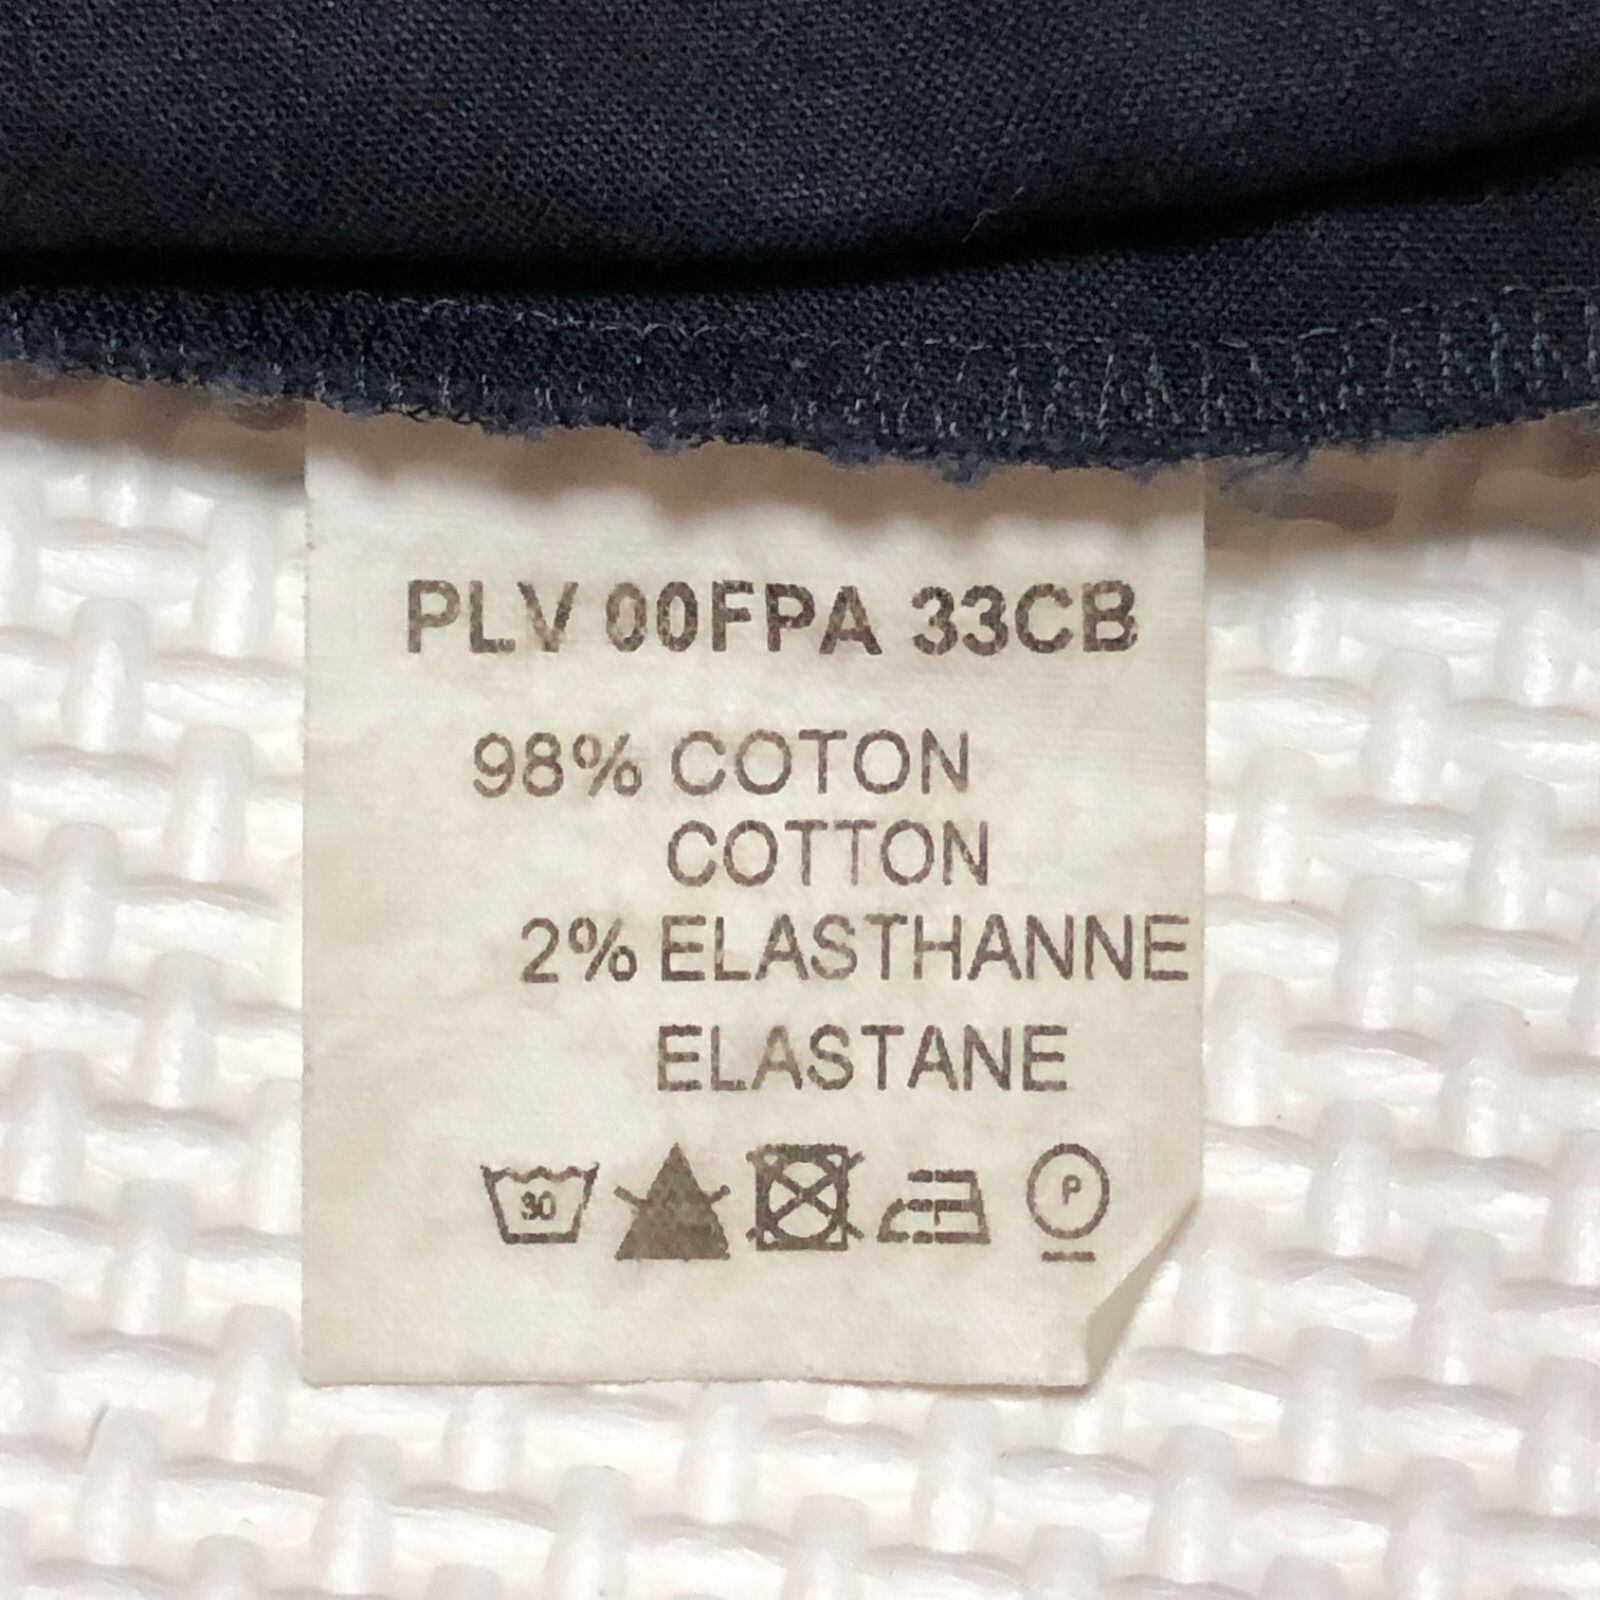 PLV 00FPA 33CB
98% COTON
COTTON
2% ELASTHANNE
ELASTANE
30 P